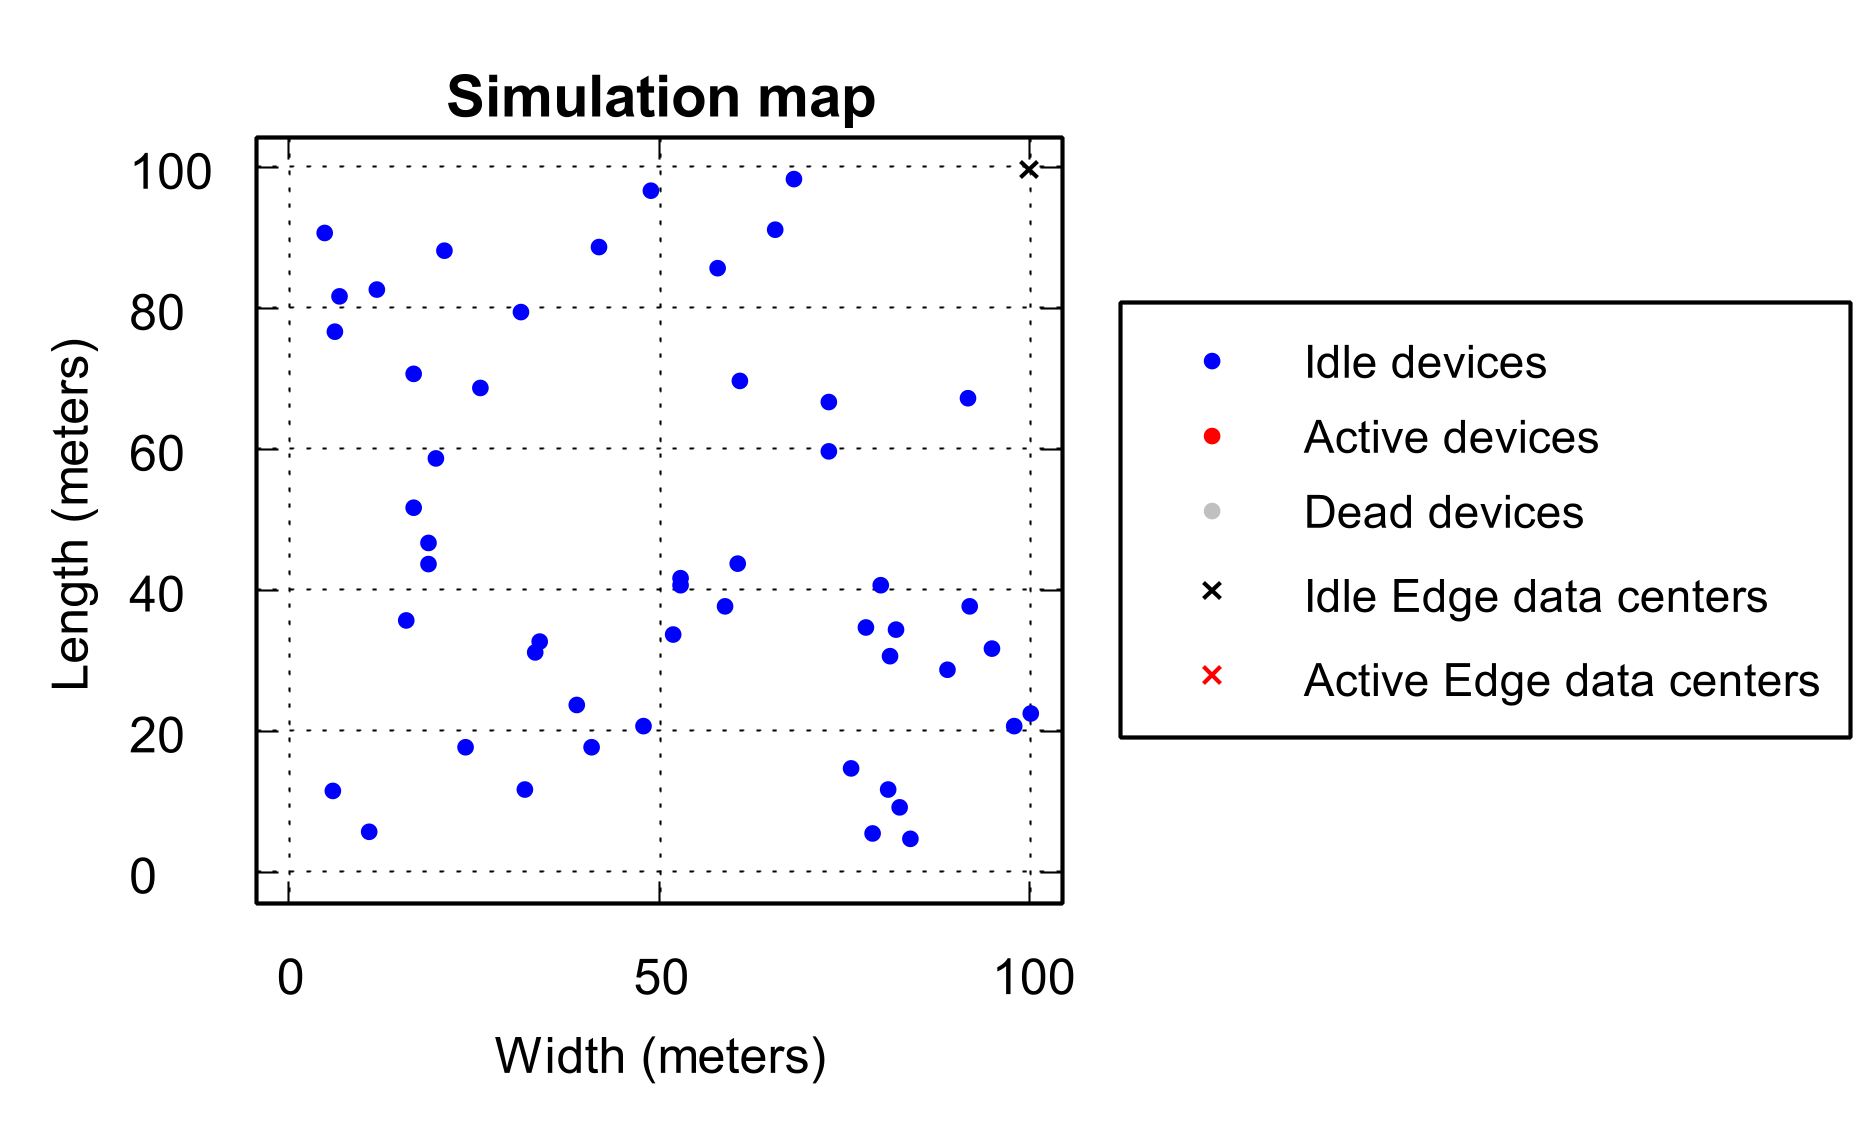 Simulation map
100
80
60
40
20
0
Length (meters)
0 50 100
Width (meters)
Idle devices
Active devices
Dead devices
Idle Edge data centers
Active Edge data centers